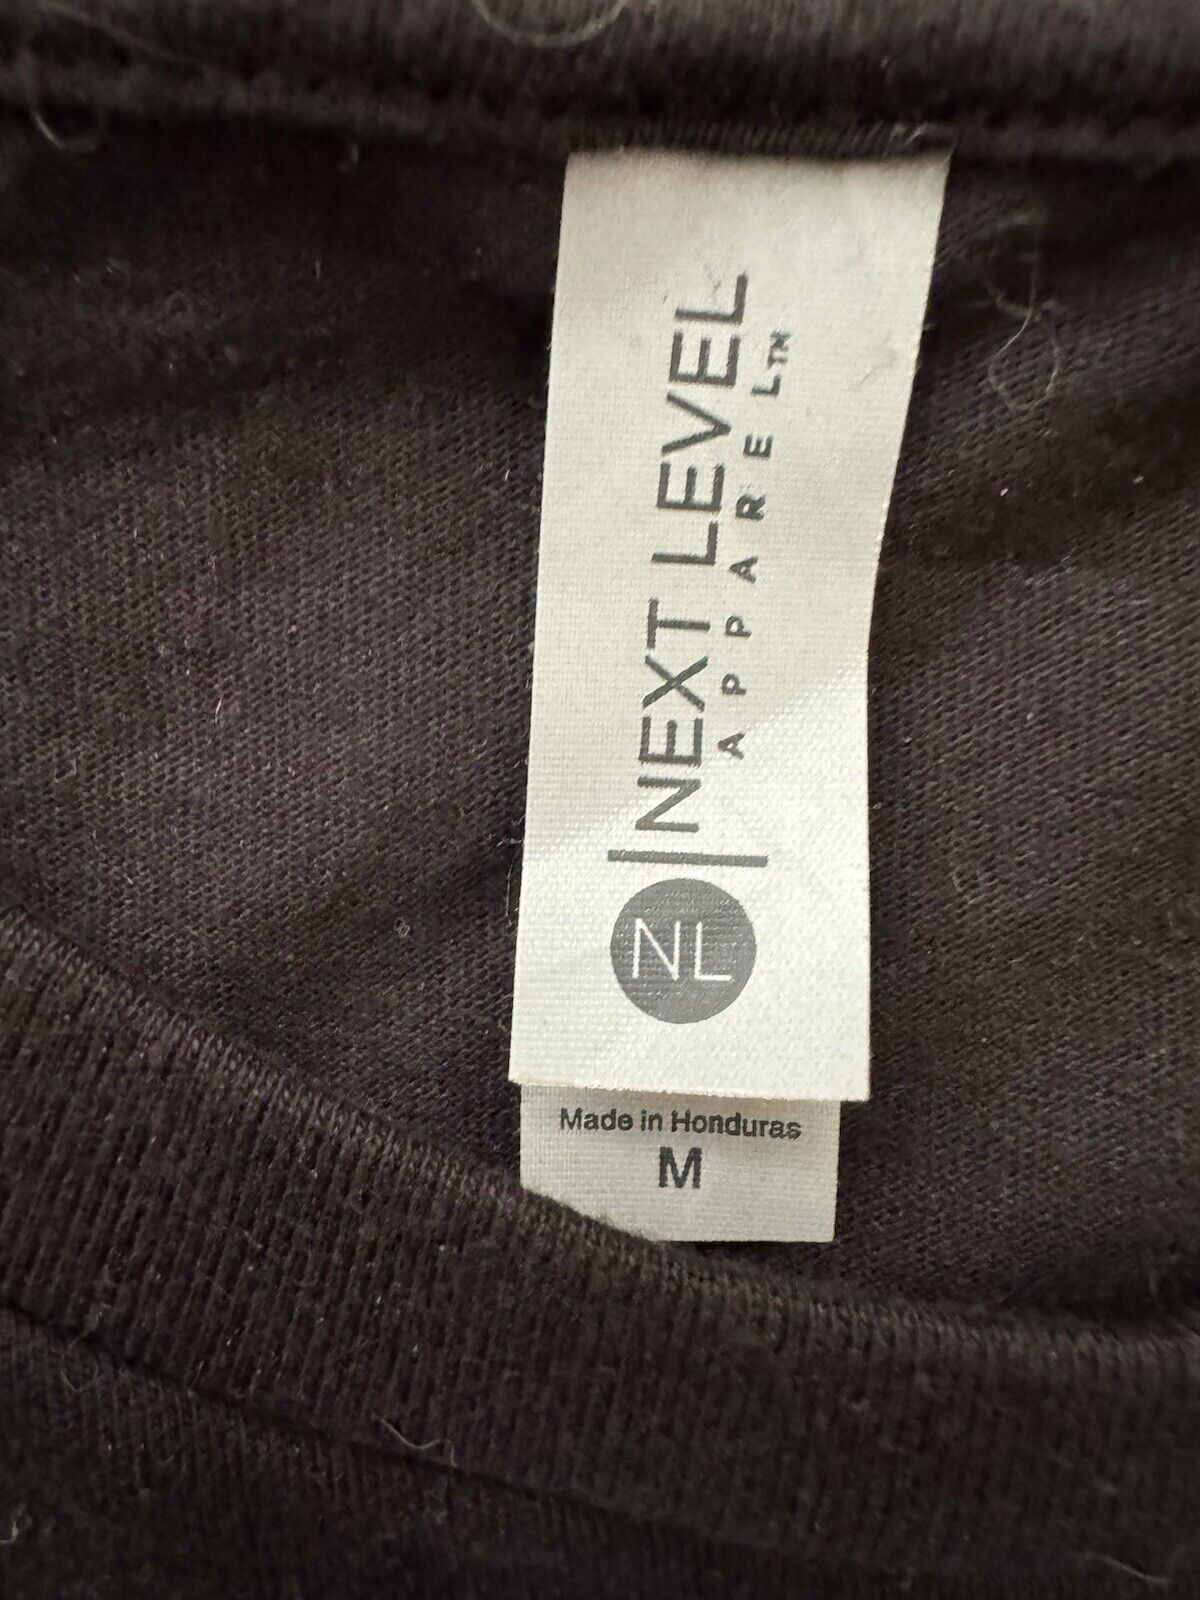 NL | NEXT LEVEL
APPAREL™
Made in Honduras
M